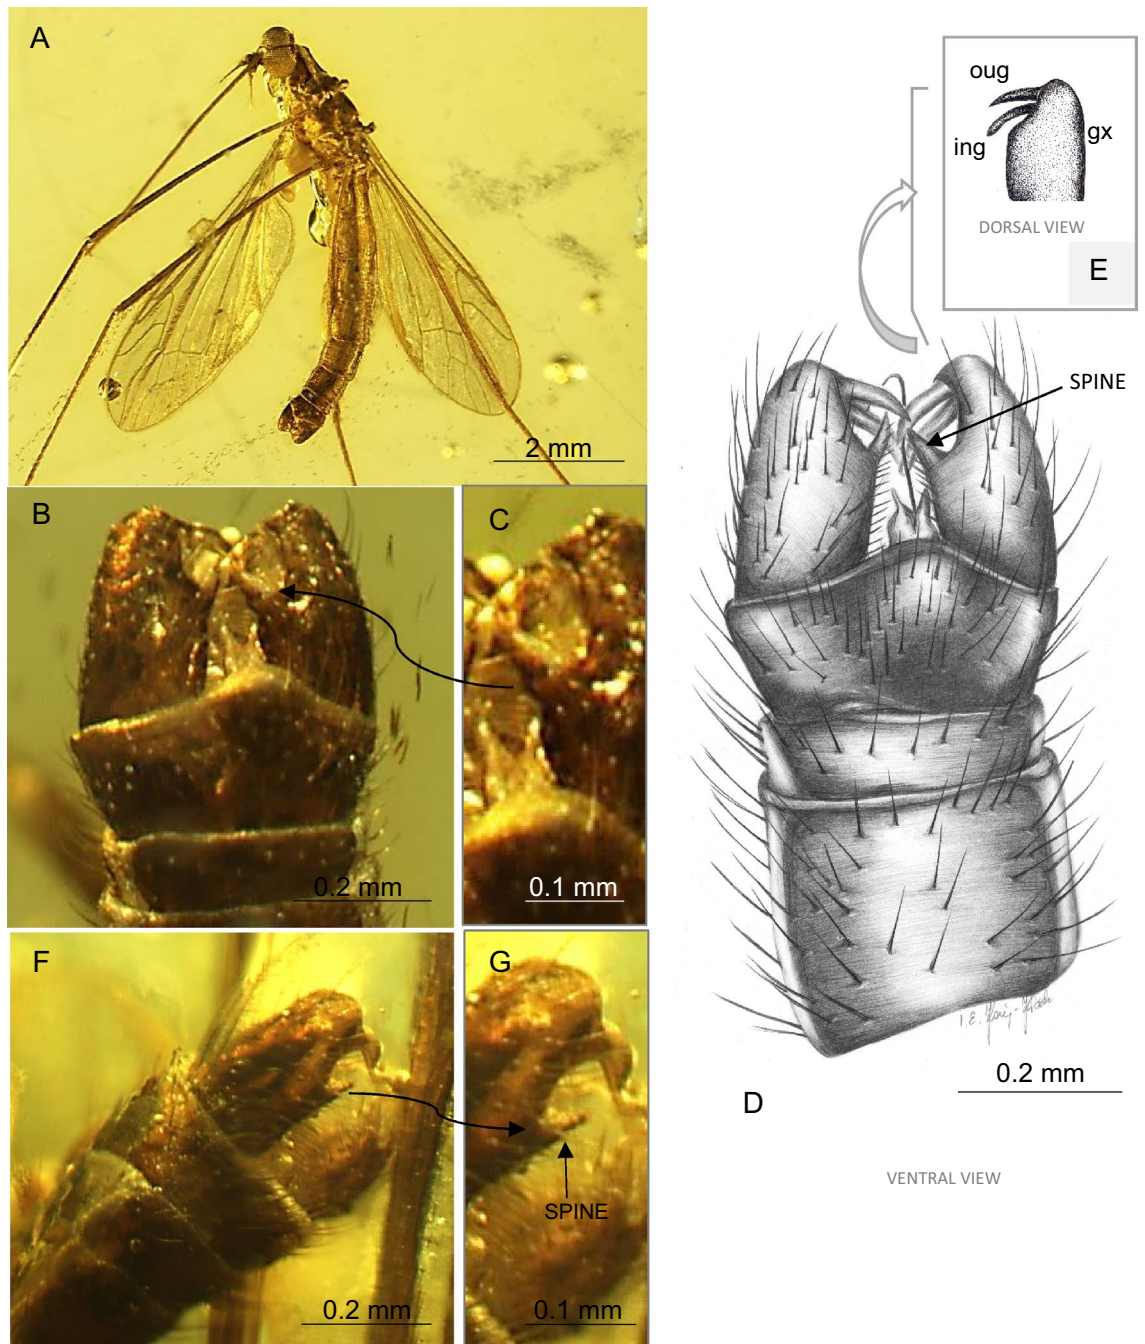 A
2 mm
B
0.2 mm
C
0.1 mm
F
0.2 mm
G
SPINE
0.1 mm
oug
ing
gx
DORSAL VIEW
E
SPINE
0.2 mm
D
VENTRAL VIEW